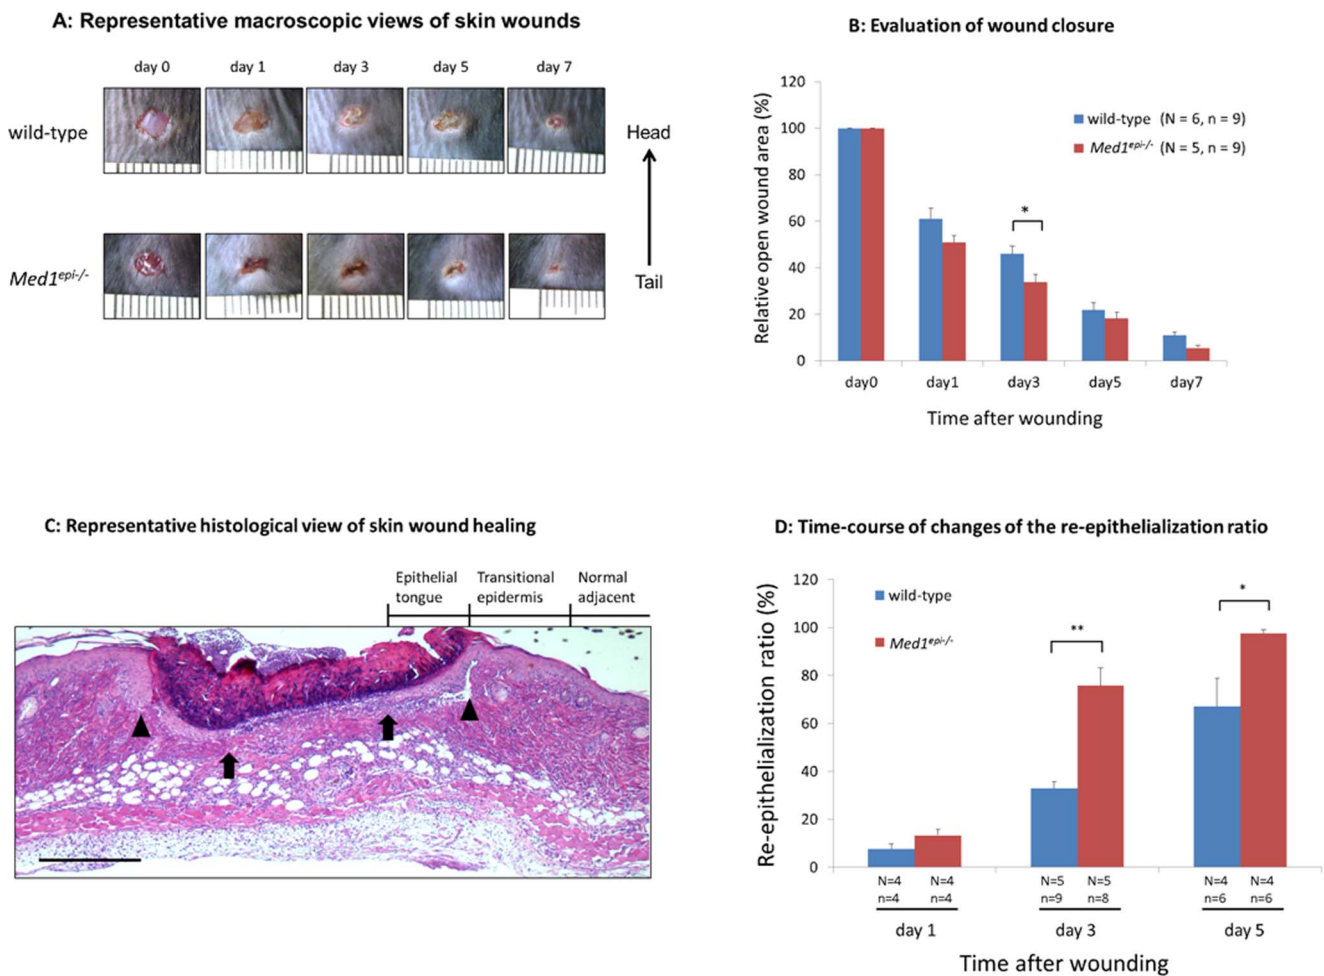 A: Representative macroscopic views of skin wounds
day 0 day 1 day 3 day 5 day 7
wild-type
Head
Med1epi-/-
Tail
B: Evaluation of wound closure
120
100
80
60
40
20
0
Relative open wound area (%)
wild-type (N = 6, n = 9)
Med1epi-/- (N = 5, n = 9)
*
day0 day1 day3 day5 day7
Time after wounding
C: Representative histological view of skin wound healing
Epithelial tongue
Transitional epidermis
Normal adjacent
D: Time-course of changes of the re-epithelialization ratio
120
100
80
60
40
20
0
Re-epithelialization ratio (%)
wild-type
Med1epi-/-
**
*
N=4 N=4 N=5 N=5 N=4 N=4
n=4 n=4 n=9 n=8 n=6 n=6
day 1 day 3 day 5
Time after wounding